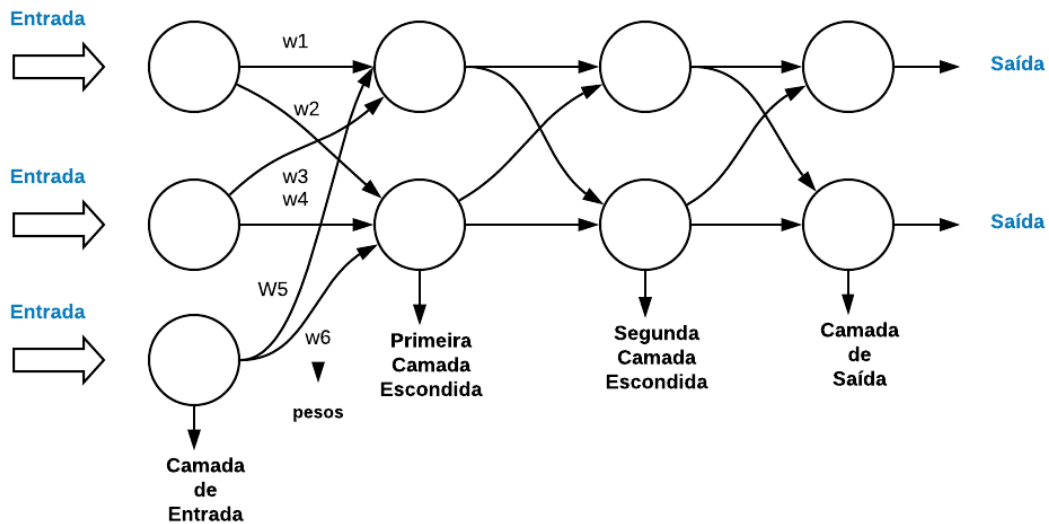 Entrada
w1
Saída
w2
Entrada
w3
w4
Saída
Entrada
W5
w6
pesos
Primeira
Camada
Escondida
Segunda
Camada
Escondida
Camada
de
Saída
Camada
de
Entrada